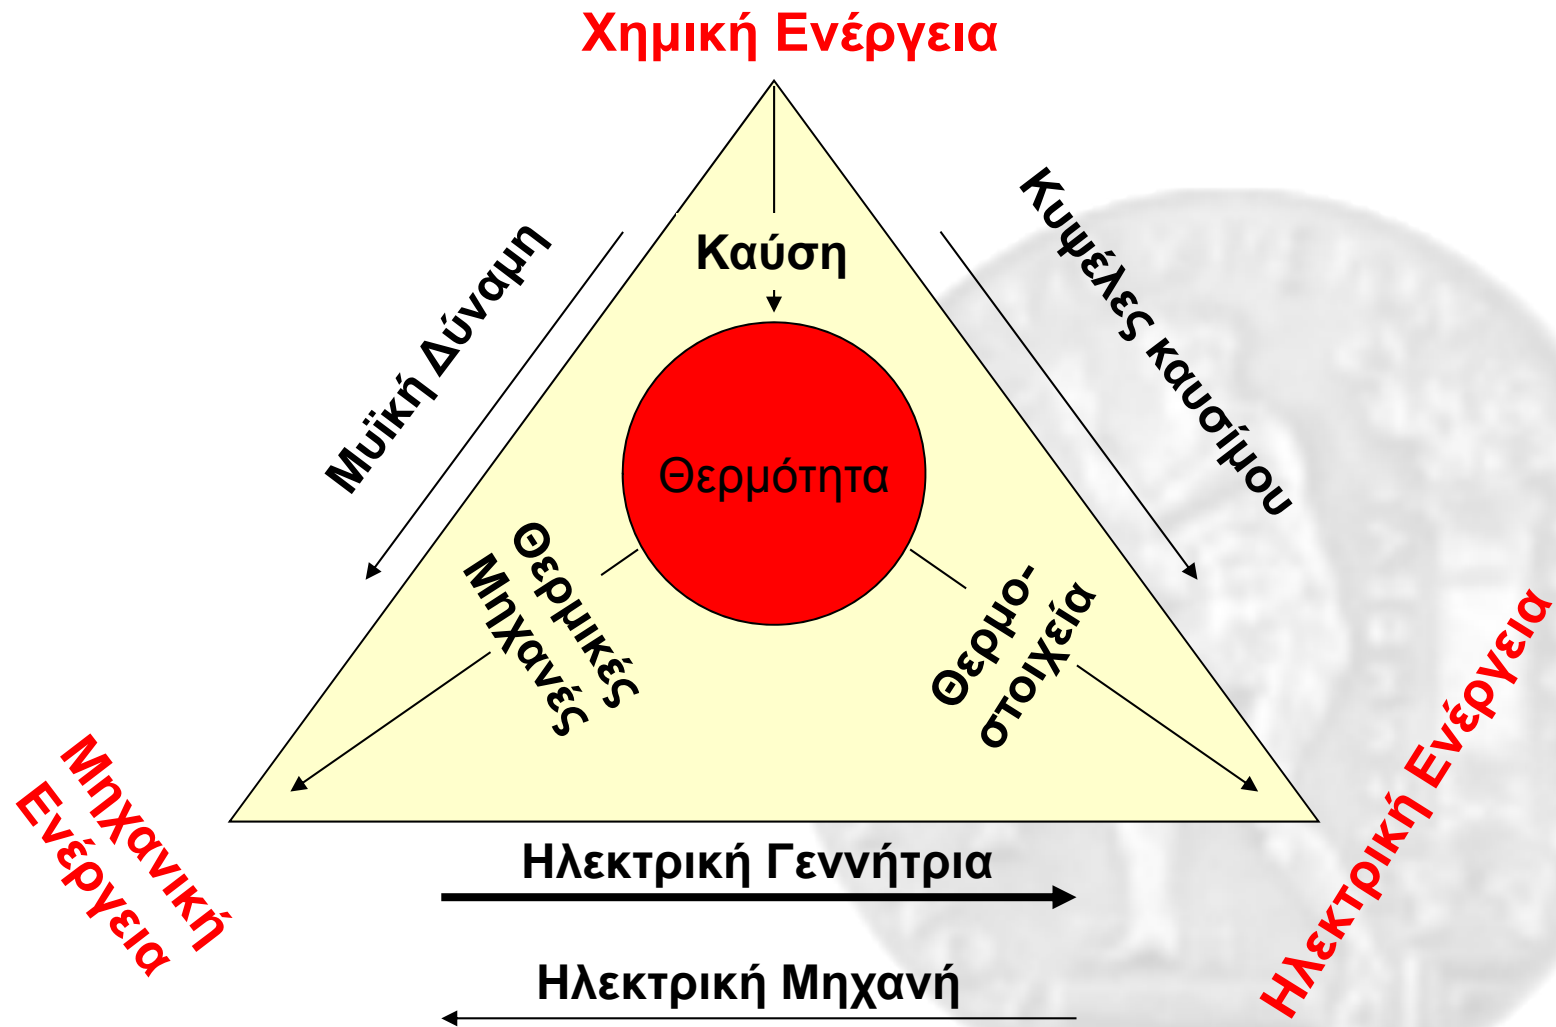 Χημική Ενέργεια
Καύση
Μυϊκή Δύναμη
Κυψέλες καυσίμου
Θερμότητα
Θερμικές
Μηχανές
Θερμο-
στοιχεία
Μηχανική
Ενέργεια
Ηλεκτρική Ενέργεια
Ηλεκτρική Γεννήτρια
Ηλεκτρική Μηχανή